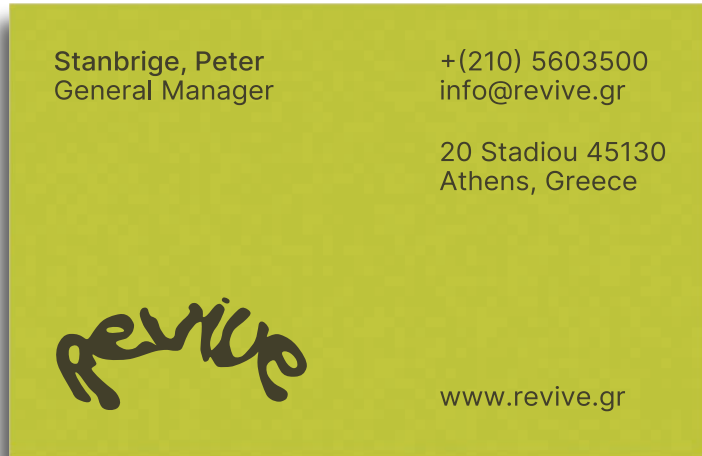 Stanbrige, Peter
General Manager
+(210) 5603500
info@revive.gr
20 Stadiou 45130
Athens, Greece
Revive
www.revive.gr